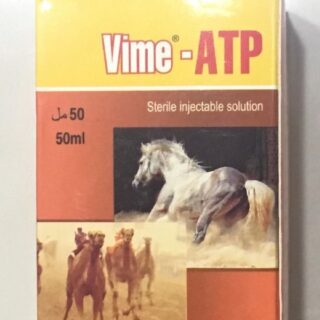 Vime® -ATP
Sterile injectable solution
50 مل
50ml